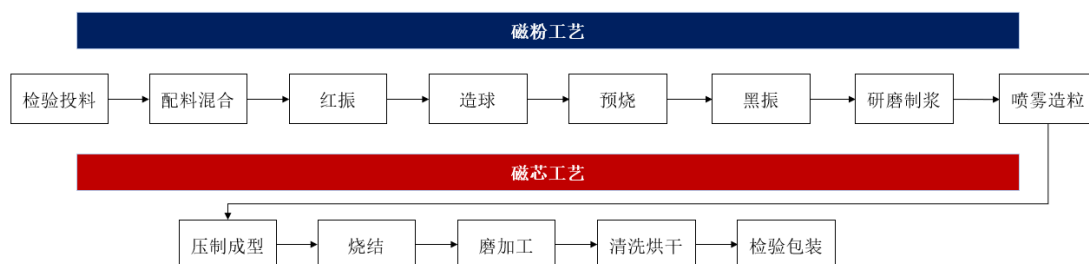 磁粉工艺
检验投料
配料混合
红振
造球
预烧
黑振
研磨制浆
喷雾造粒
磁芯工艺
压制成型
烧结
磨加工
清洗烘干
检验包装